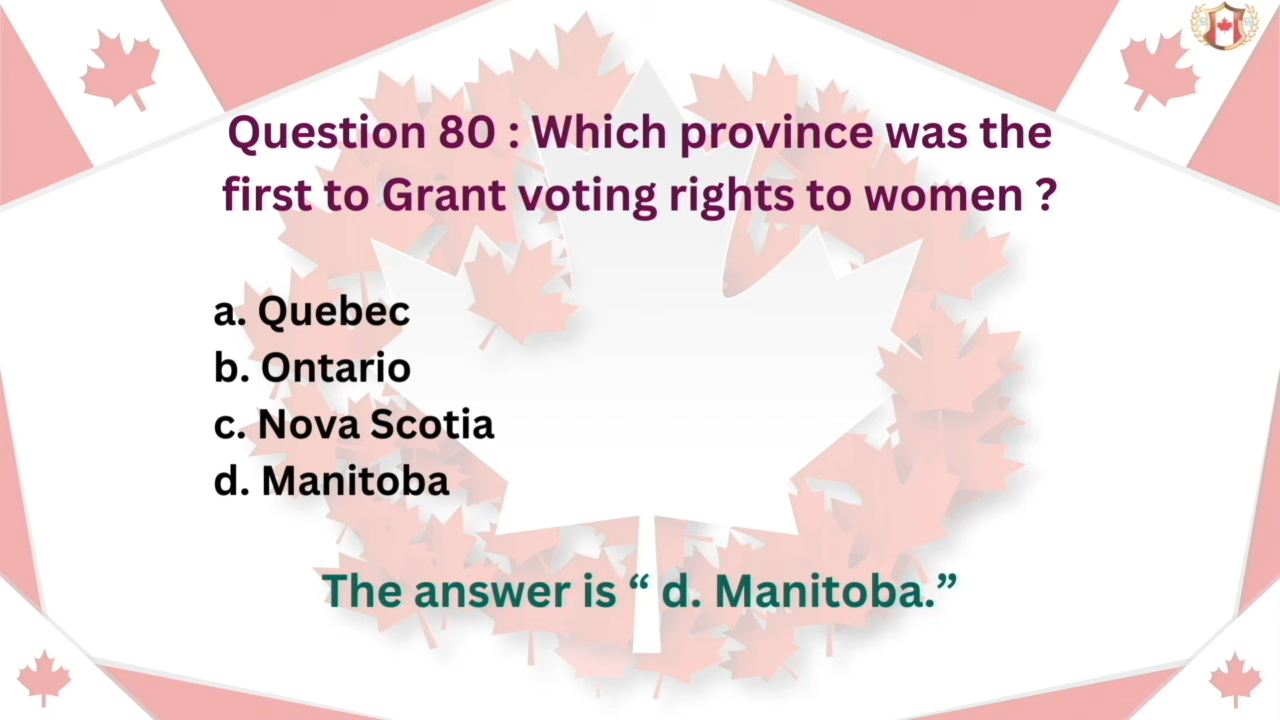 Question 80 : Which province was the
first to Grant voting rights to women ?
a. Quebec
b. Ontario
c. Nova Scotia
d. Manitoba
The answer is “ d. Manitoba.”